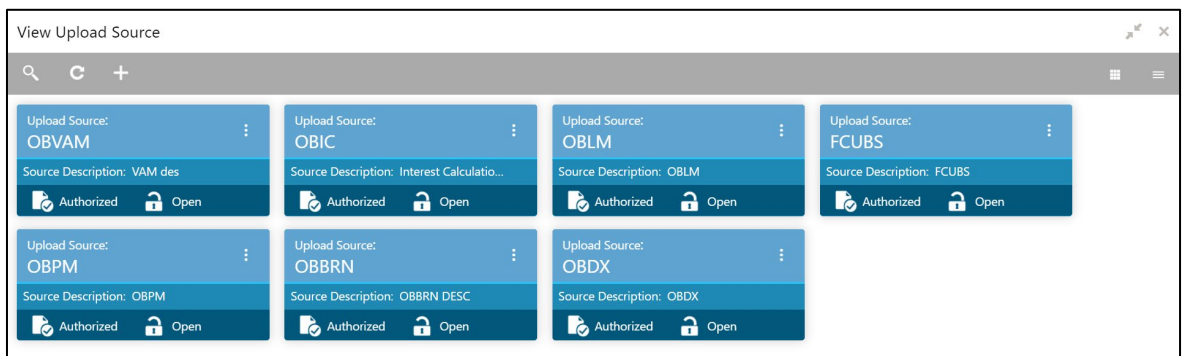 View Upload Source
Upload Source:
OBVAM
Source Description: VAM des
Authorized Open
Upload Source:
OBIC
Source Description: Interest Calculatio...
Authorized Open
Upload Source:
OBLM
Source Description: OBLM
Authorized Open
Upload Source:
FCUBS
Source Description: FCUBS
Authorized Open
Upload Source:
OBPM
Source Description: OBPM
Authorized Open
Upload Source:
OBBRN
Source Description: OBBRN DESC
Authorized Open
Upload Source:
OBDX
Source Description: OBDX
Authorized Open